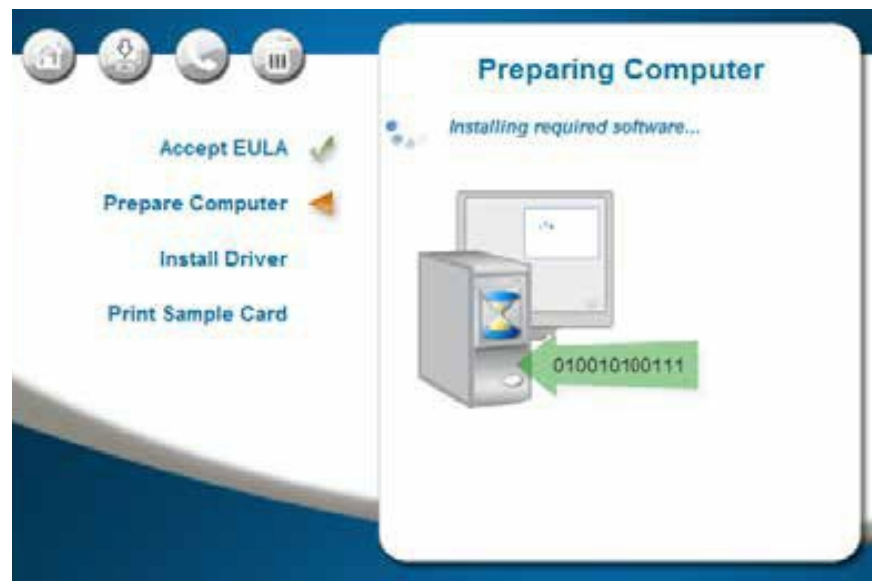 Accept EULA
Prepare Computer
Install Driver
Print Sample Card
Preparing Computer
Installing required software...
010010100111